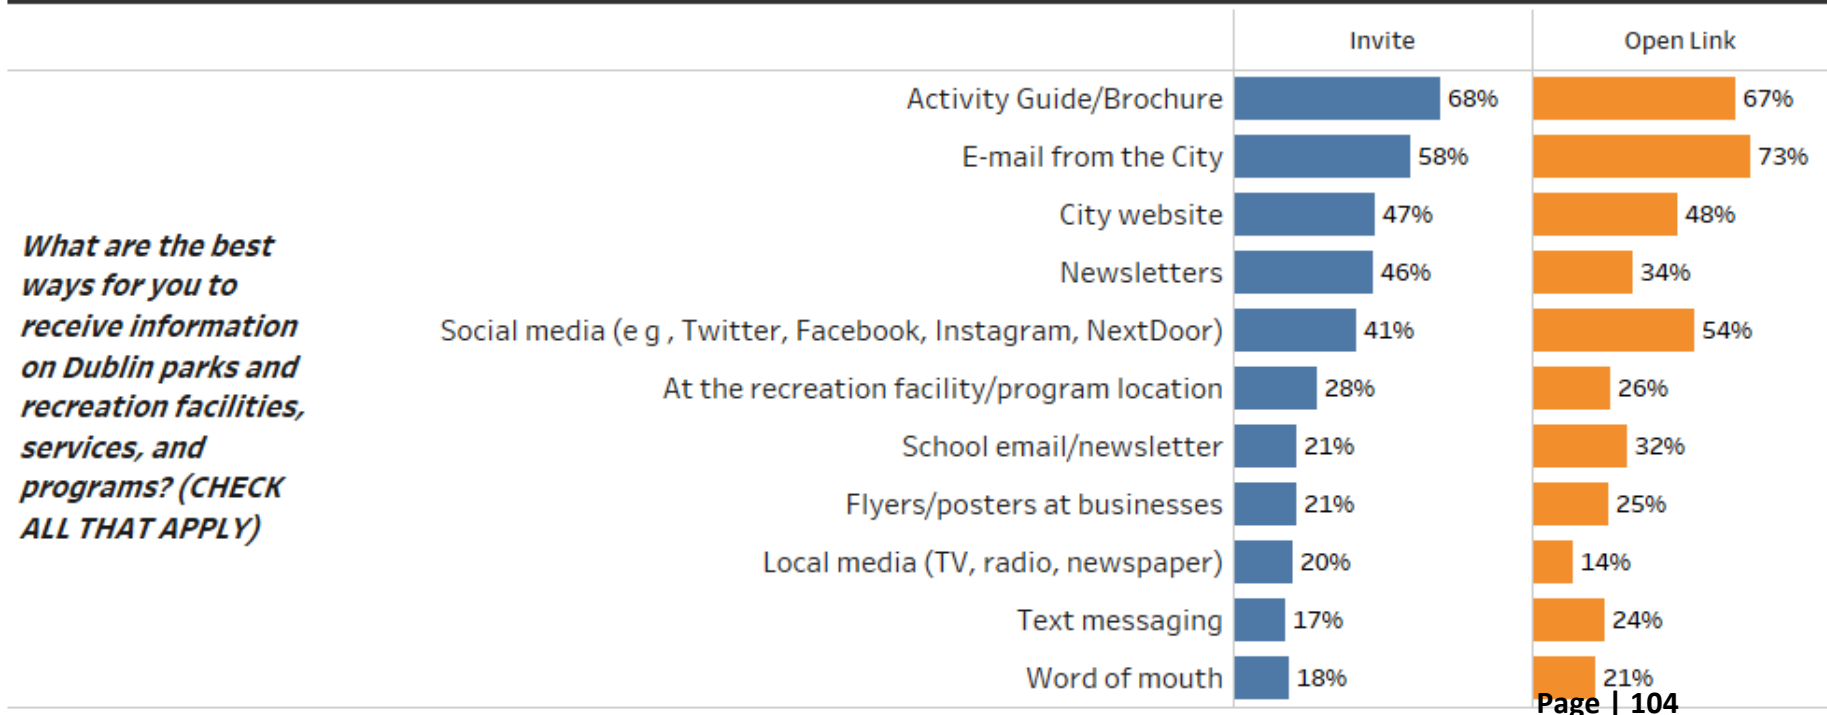 Invite Open Link
What are the best
ways for you to
receive information
on Dublin parks and
recreation facilities,
services, and
programs? (CHECK
ALL THAT APPLY)
Activity Guide/Brochure 68% 67%
E-mail from the City 58% 73%
City website 47% 48%
Newsletters 46% 34%
Social media (e g , Twitter, Facebook, Instagram, NextDoor) 41% 54%
At the recreation facility/program location 28% 26%
School email/newsletter 21% 32%
Flyers/posters at businesses 21% 25%
Local media (TV, radio, newspaper) 20% 14%
Text messaging 17% 24%
Word of mouth 18% 21%
Page | 104